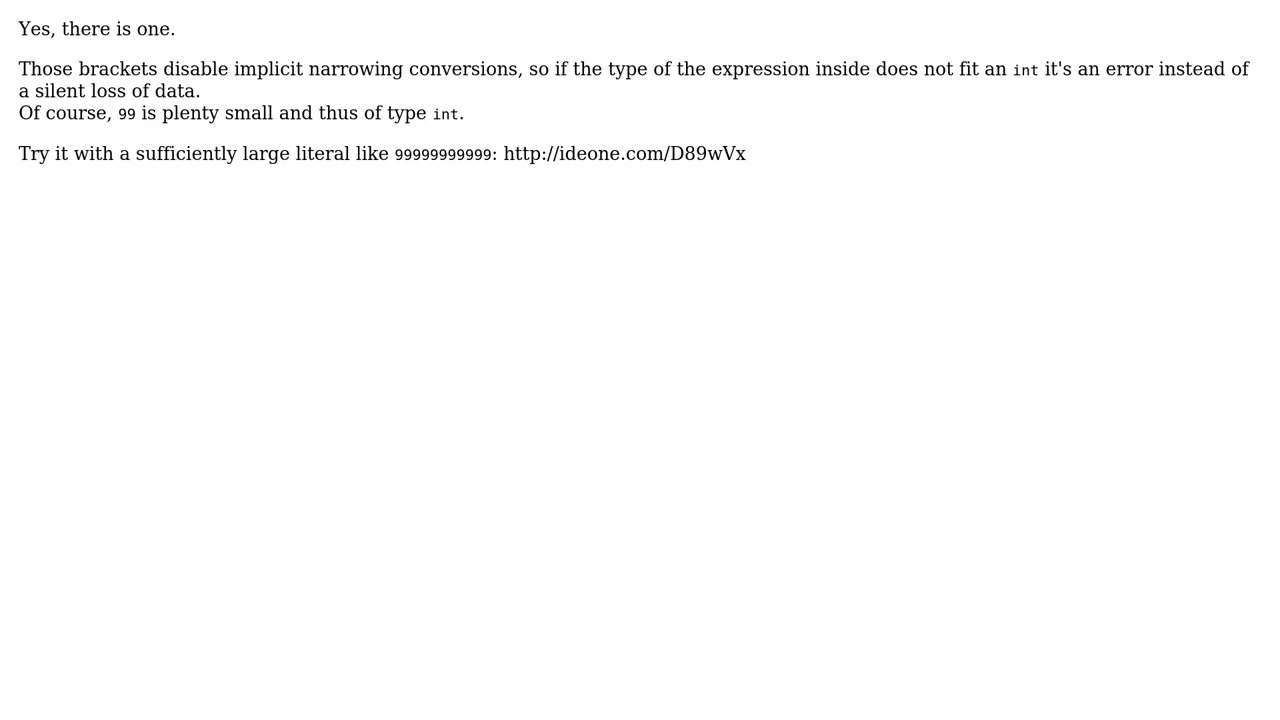 Yes, there is one.
Those brackets disable implicit narrowing conversions, so if the type of the expression inside does not fit an int it's an error instead of
a silent loss of data.
Of course, 99 is plenty small and thus of type int.
Try it with a sufficiently large literal like 99999999999: http://ideone.com/D89wVx